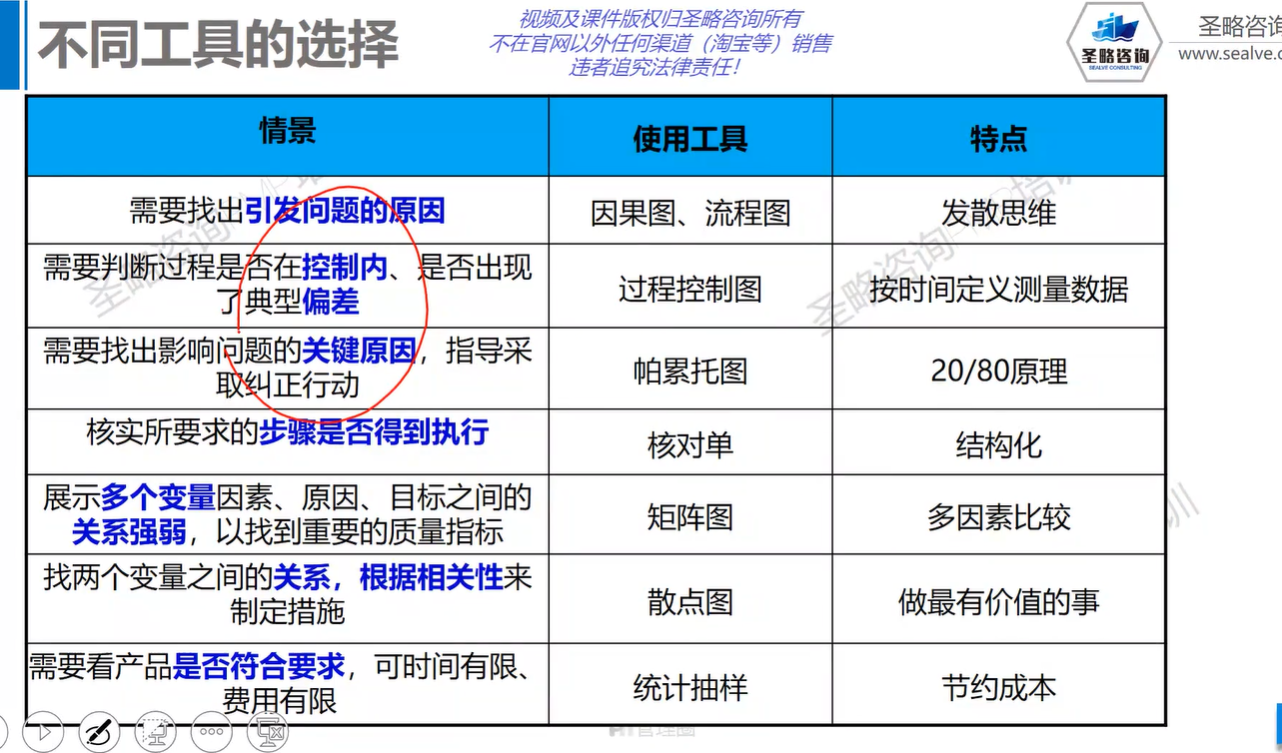 不同工具的选择
视频及课件版权归圣略咨询所有
不在官网以外任何渠道（淘宝等）销售
违者追究法律责任！
圣略咨询
SEALVE CONSULTING
圣略咨询
www.sealve.c
情景
使用工具
特点
需要找出引发问题的原因
因果图、流程图
发散思维
需要判断过程是否在控制内、是否出现
了典型偏差
过程控制图
按时间定义测量数据
需要找出影响问题的关键原因，指导采
取纠正行动
帕累托图
20/80原理
核实所要求的步骤是否得到执行
核对单
结构化
展示多个变量因素、原因、目标之间的
关系强弱，以找到重要的质量指标
矩阵图
多因素比较
找两个变量之间的关系，根据相关性来
制定措施
散点图
做最有价值的事
需要看产品是否符合要求，可时间有限、
费用有限
统计抽样
节约成本
圣略咨询
圣略咨询
训
管理圈